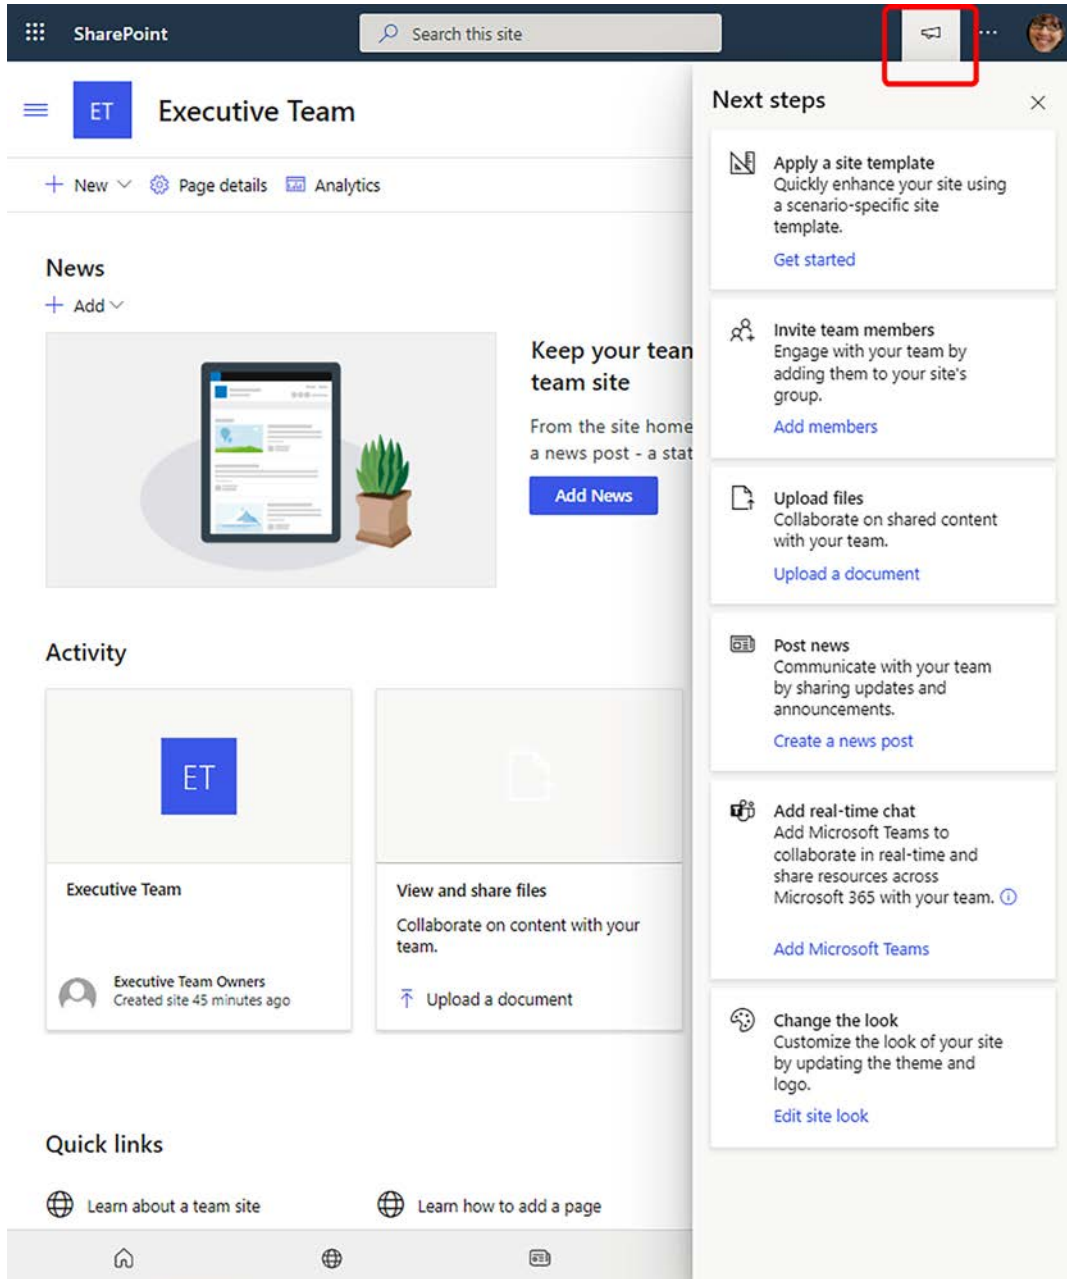 SharePoint
Search this site
ET
Executive Team
New
Page details
Analytics
News
Add
Keep your tean
team site
From the site home
a news post - a stat
Add News
Activity
ET
Executive Team
Executive Team Owners
Created site 45 minutes ago
View and share files
Collaborate on content with your
team.
Upload a document
Quick links
Learn about a team site
Learn how to add a page
Next steps
Apply a site template
Quickly enhance your site using
a scenario-specific site
template.
Get started
Invite team members
Engage with your team by
adding them to your site's
group.
Add members
Upload files
Collaborate on shared content
with your team.
Upload a document
Post news
Communicate with your team
by sharing updates and
announcements.
Create a news post
Add real-time chat
Add Microsoft Teams to
collaborate in real-time and
share resources across
Microsoft 365 with your team.
Add Microsoft Teams
Change the look
Customize the look of your site
by updating the theme and
logo.
Edit site look